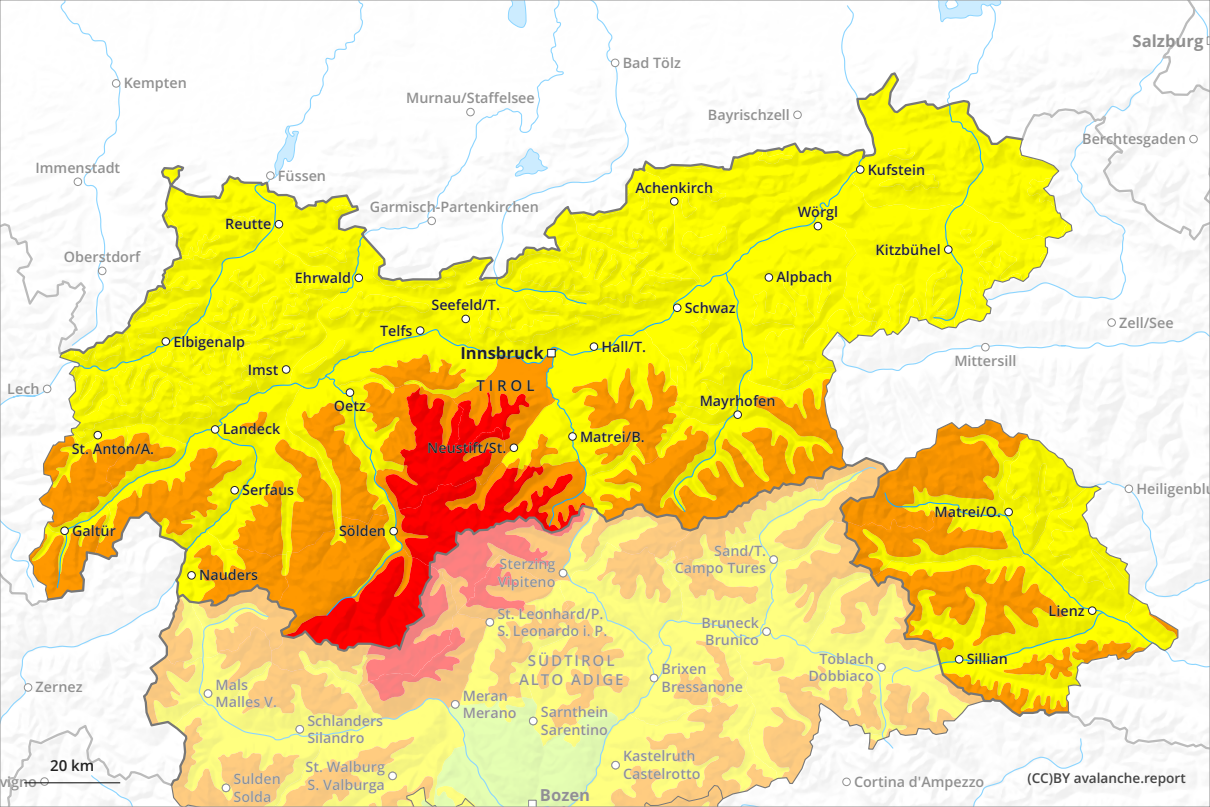 Salzburg
Bad Tölz
Kempten
Murnau/Staffelsee
Bayrischzell
Berchtesgaden
Immenstadt
Füssen
Kufstein
Achenkirch
Garmisch-Partenkirchen
Wörgl
Reutte
Kitzbühel
Oberstdorf
Ehrwald
Alpbach
Seefeld/T.
Schwaz
Telfs
Zell/See
Elbigenalp
Hall/T.
Innsbruck
Mittersill
Imst
TIROL
Lech
Oetz
Mayrhofen
Landeck
Matrei/B.
St. Anton/A.
Neustift/St.
Serfaus
Heiligenblu
Matrei/O.
Galtür
Sölden
Sand/T.
Campo Tures
Sterzing
Vipiteno
Nauders
Lienz
St. Leonhard/P.
S. Leonardo i. P.
Bruneck
Brunico
Sillian
SÜDTIROL
ALTO ADIGE
Toblach
Dobbiaco
Brixen
Bressanone
Zernez
Mals
Malles V.
Meran
Merano
Sarnthein
Sarentino
Schlanders
Silandro
Kastelruth
Castelrotto
St. Walburg
S. Valburga
20 km
vigno
Sulden
Solda
Cortina d'Ampezzo
(CC)BY avalanche.report
Bozen